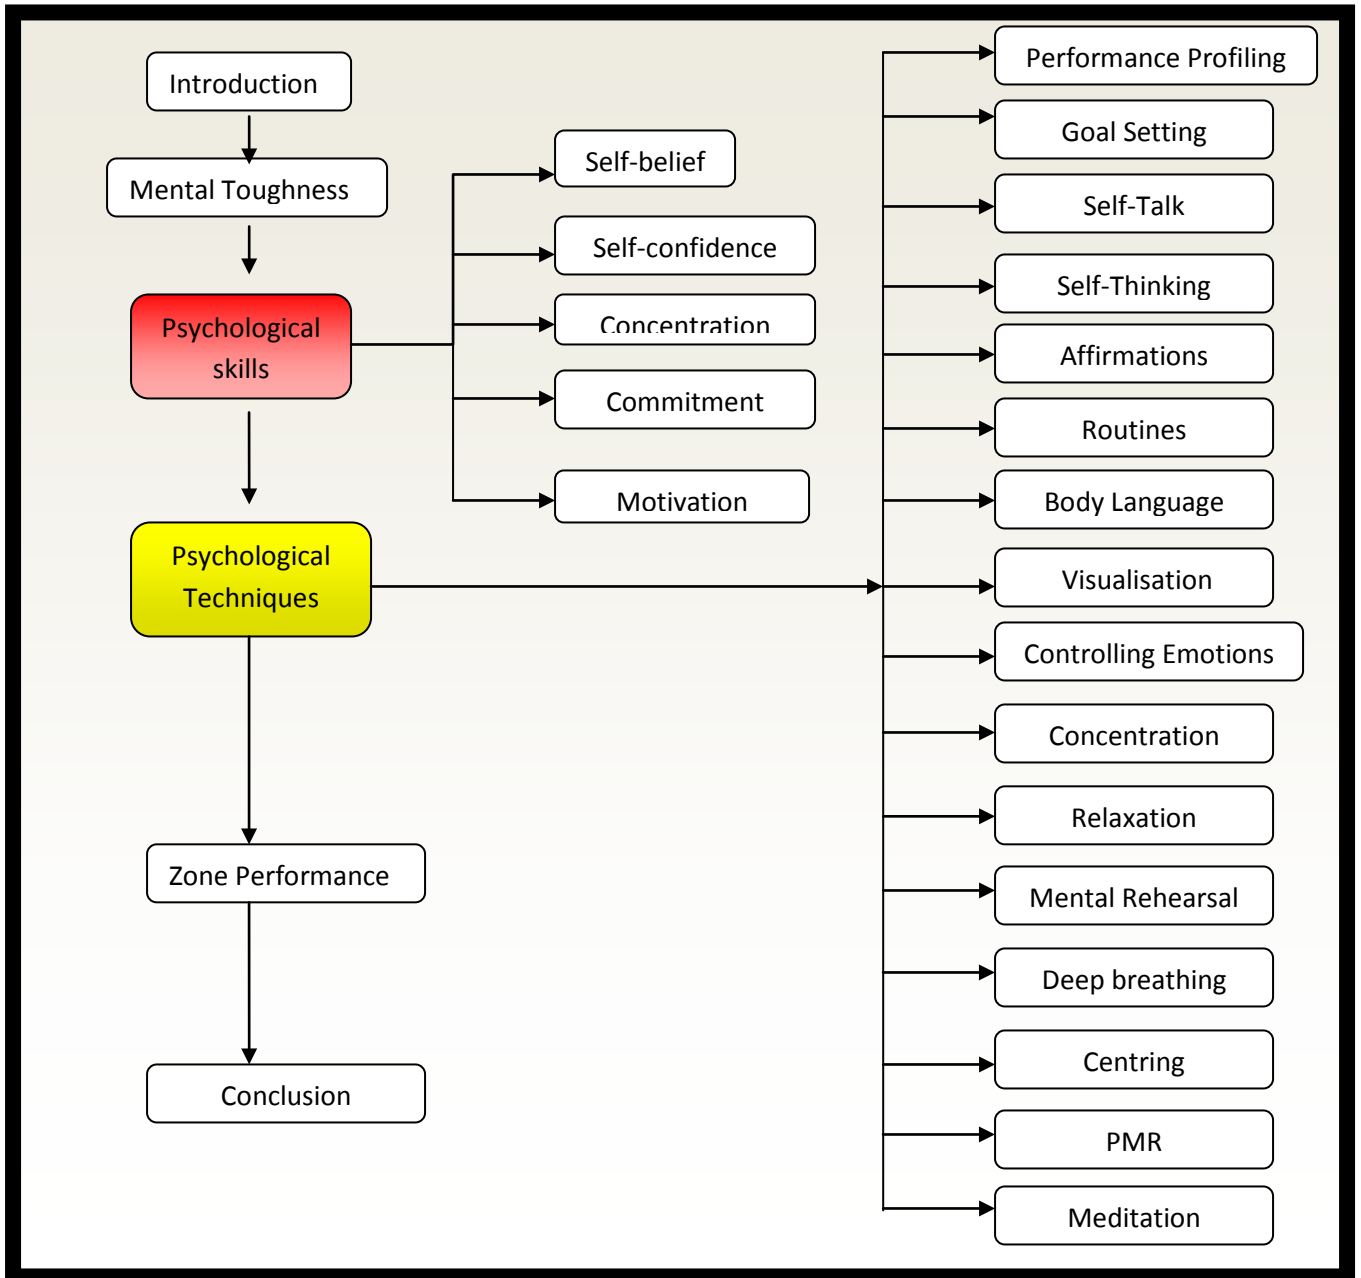 Introduction
Mental Toughness
Psychological
skills
Psychological
Techniques
Zone Performance
Conclusion
Self-belief
Self-confidence
Concentration
Commitment
Motivation
Performance Profiling
Goal Setting
Self-Talk
Self-Thinking
Affirmations
Routines
Body Language
Visualisation
Controlling Emotions
Concentration
Relaxation
Mental Rehearsal
Deep breathing
Centring
PMR
Meditation